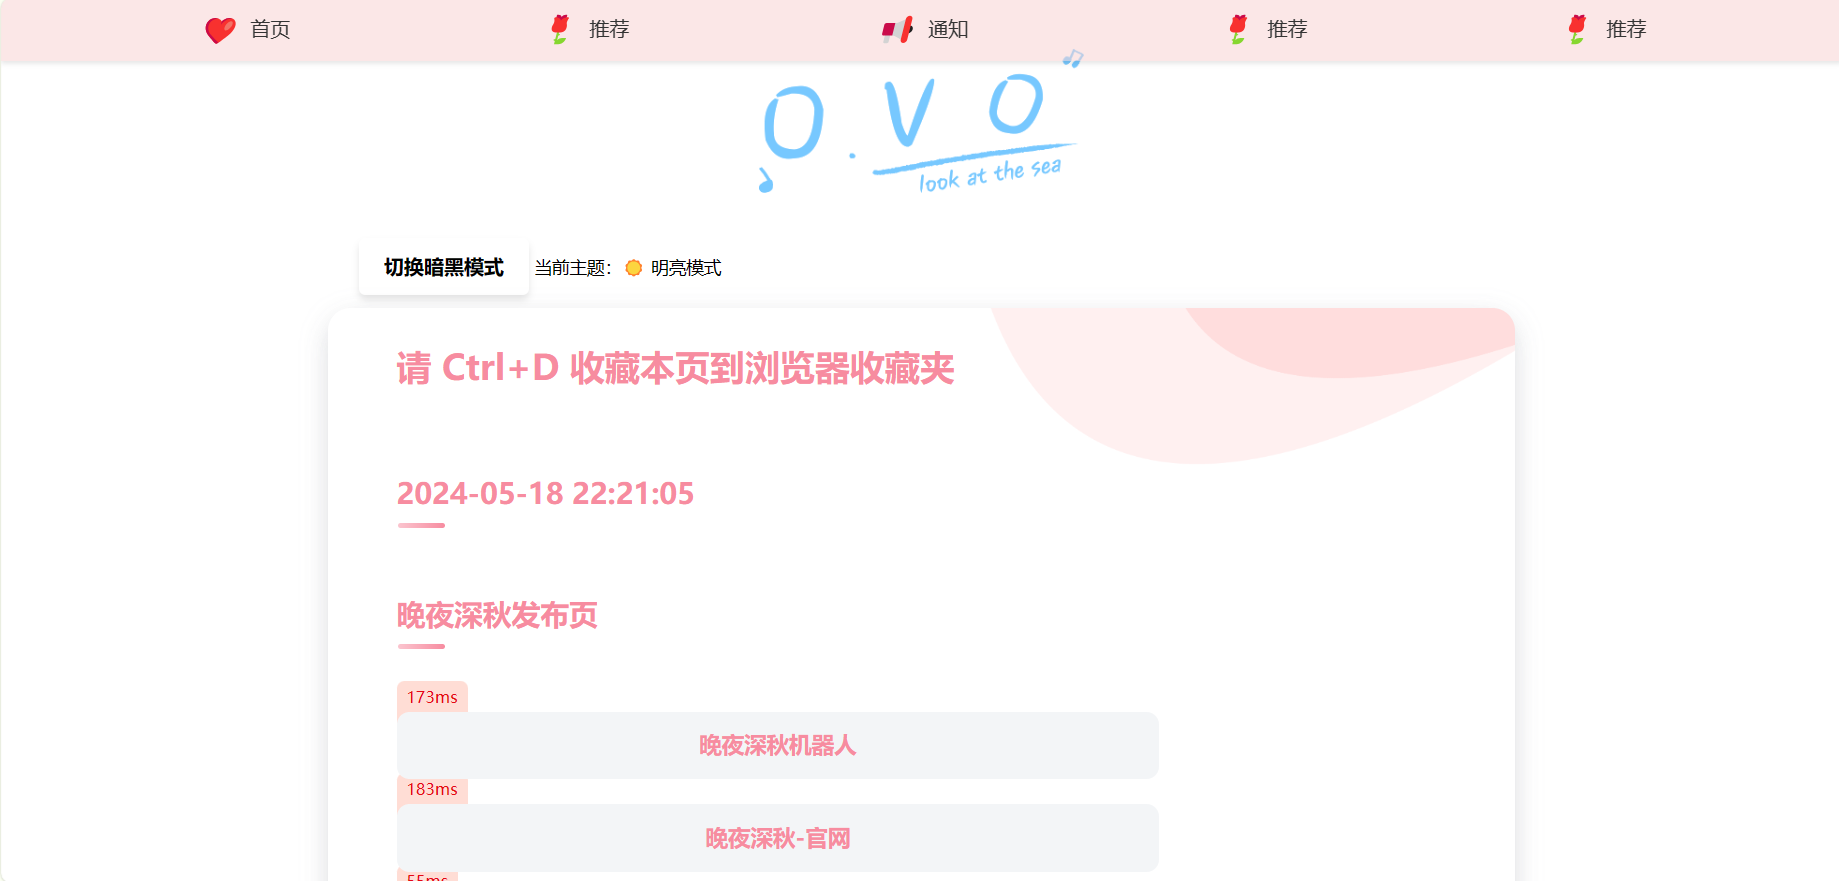 首页 推荐 通知 推荐 推荐
O.VO
look at the sea
切换暗黑模式 当前主题： 明亮模式
请 Ctrl+D 收藏本页到浏览器收藏夹
2024-05-18 22:21:05
晚夜深秋发布页
173ms
晚夜深秋机器人
183ms
晚夜深秋-官网
55ms